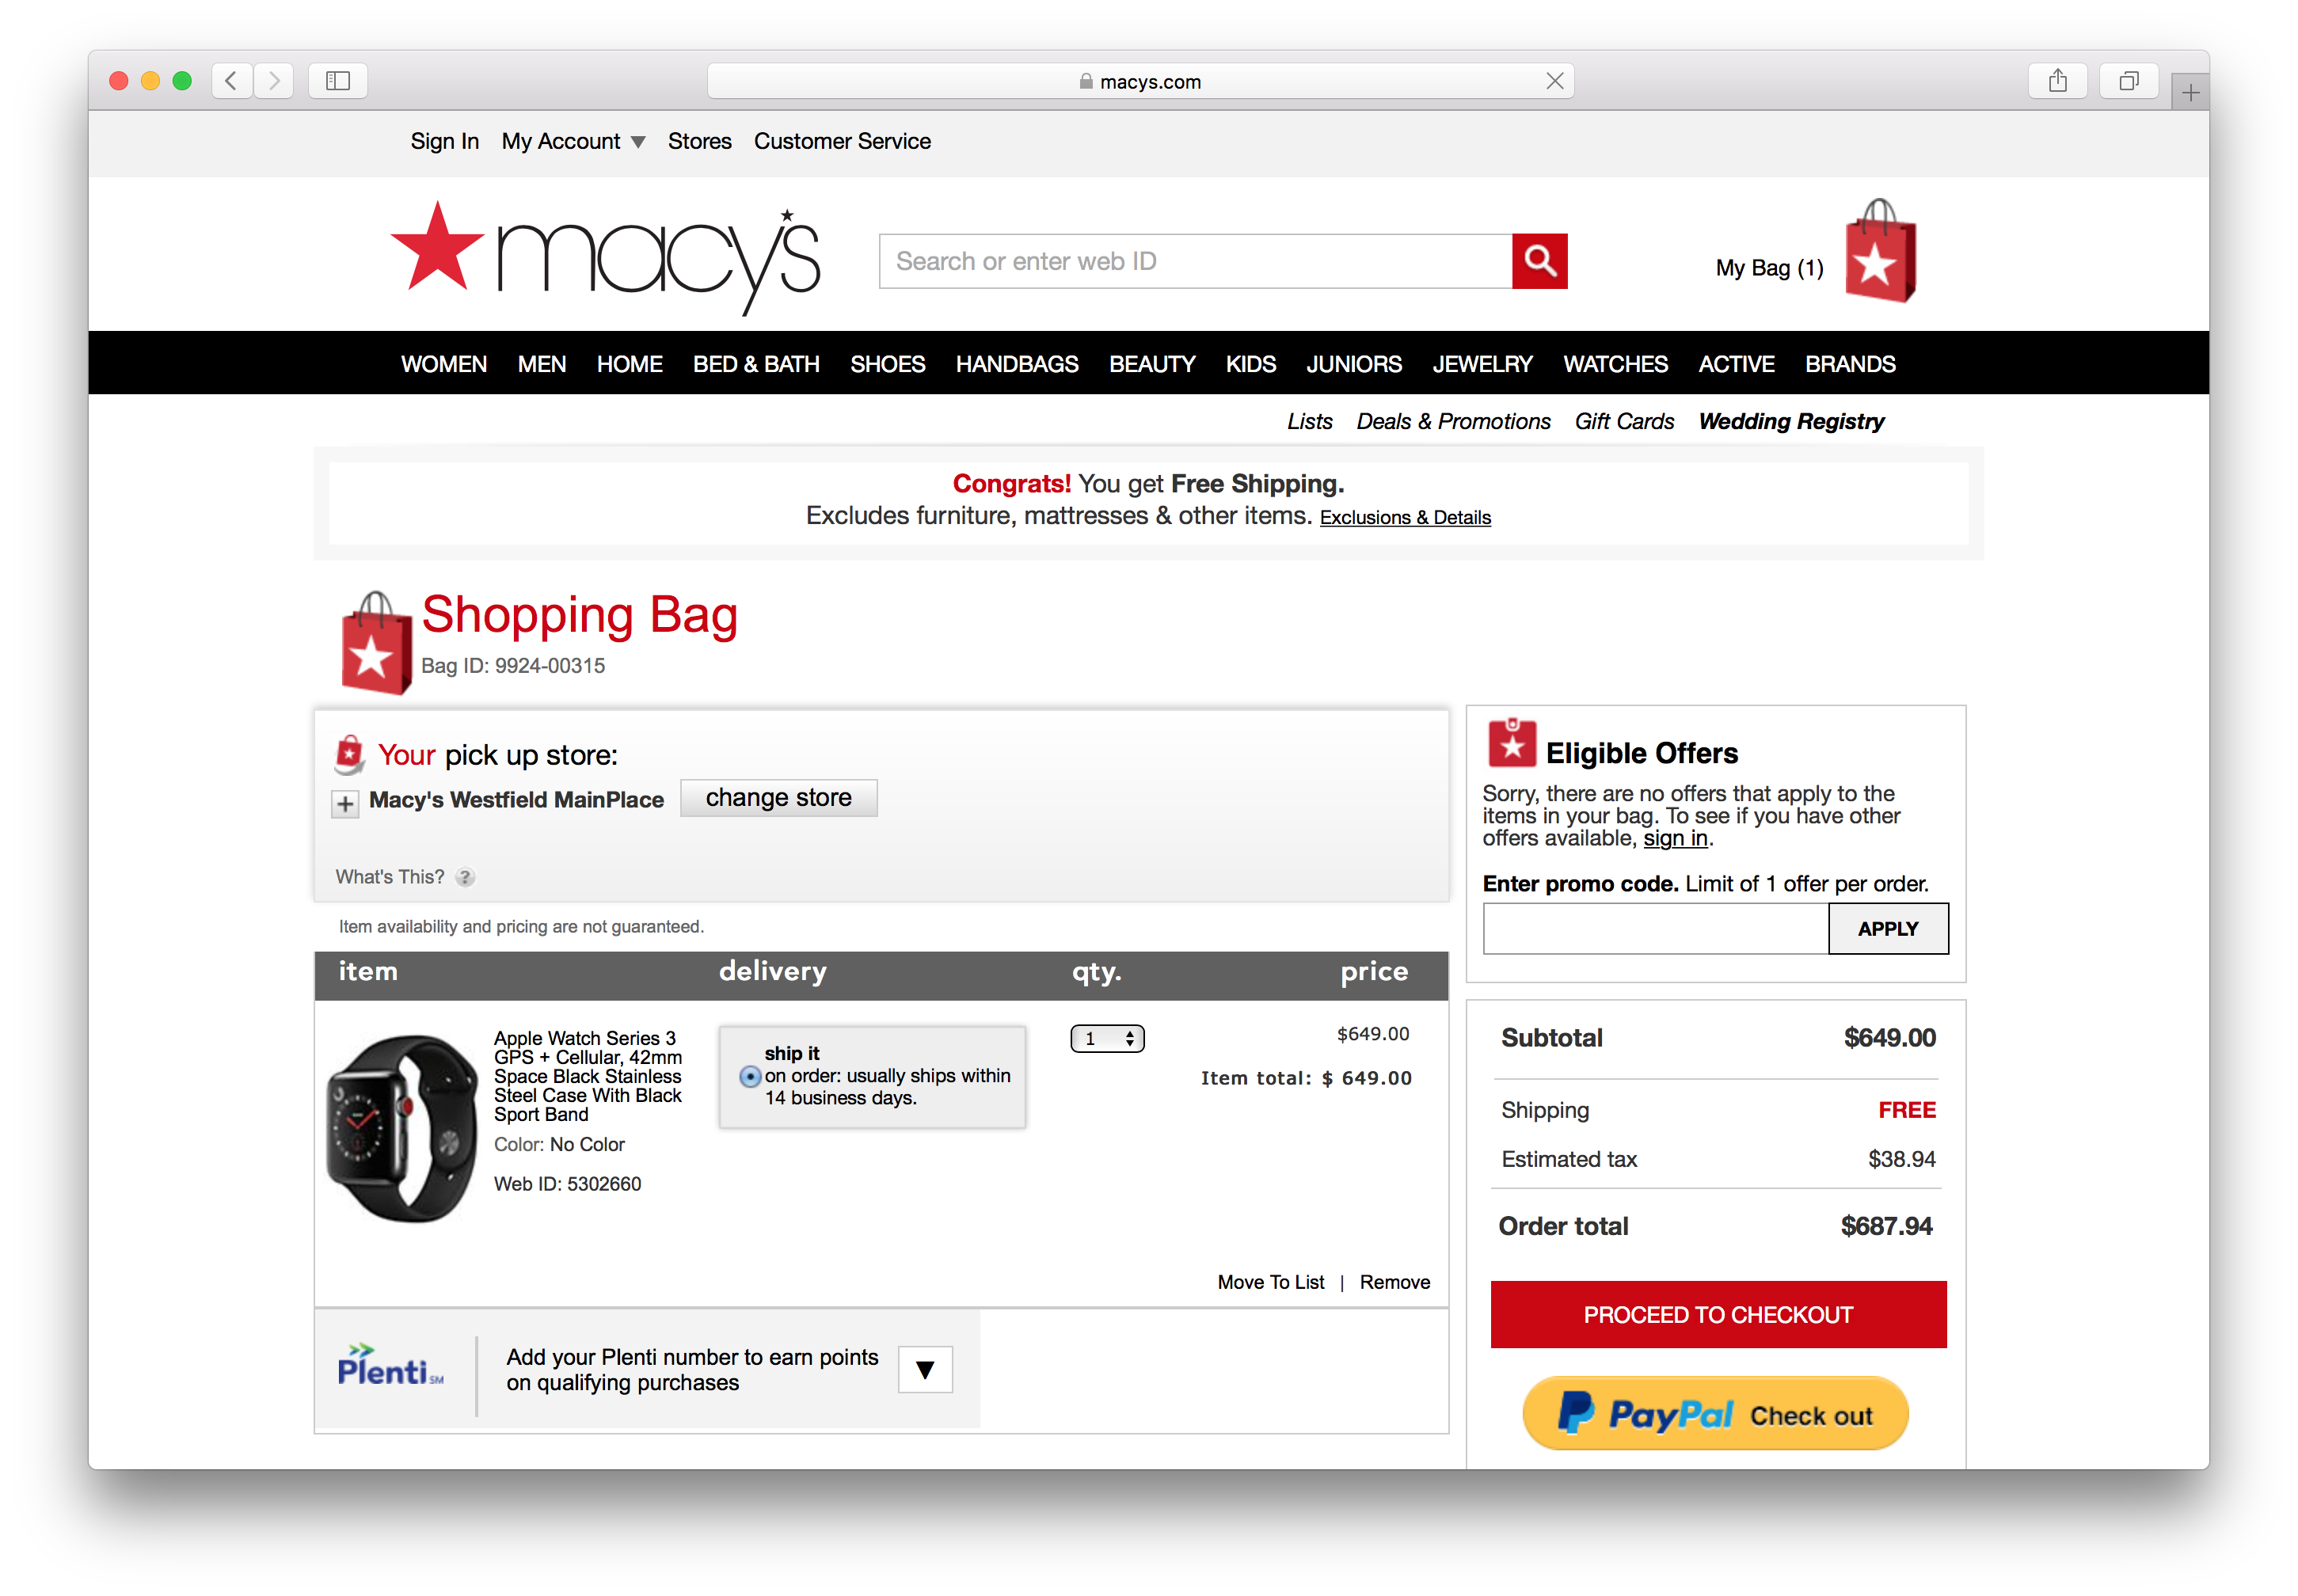 macys.com
Sign In My Account Stores Customer Service
macy's
Search or enter web ID
My Bag (1)
WOMEN MEN HOME BED & BATH SHOES HANDBAGS BEAUTY KIDS JUNIORS JEWELRY WATCHES ACTIVE BRANDS
Lists Deals & Promotions Gift Cards Wedding Registry
Congrats! You get Free Shipping.
Excludes furniture, mattresses & other items. Exclusions & Details
Shopping Bag
Bag ID: 9924-00315
Your pick up store:
Macy's Westfield MainPlace change store
What's This? ?
Item availability and pricing are not guaranteed.
item delivery qty. price
Apple Watch Series 3
GPS + Cellular, 42mm
Space Black Stainless
Steel Case With Black
Sport Band
Color: No Color
Web ID: 5302660
ship it
on order: usually ships within
14 business days.
1
$649.00
Item total: $ 649.00
Move To List | Remove
Plenti SM
Add your Plenti number to earn points
on qualifying purchases
Eligible Offers
Sorry, there are no offers that apply to the
items in your bag. To see if you have other
offers available, sign in.
Enter promo code. Limit of 1 offer per order.
APPLY
Subtotal $649.00
Shipping FREE
Estimated tax $38.94
Order total $687.94
PROCEED TO CHECKOUT
PayPal Check out